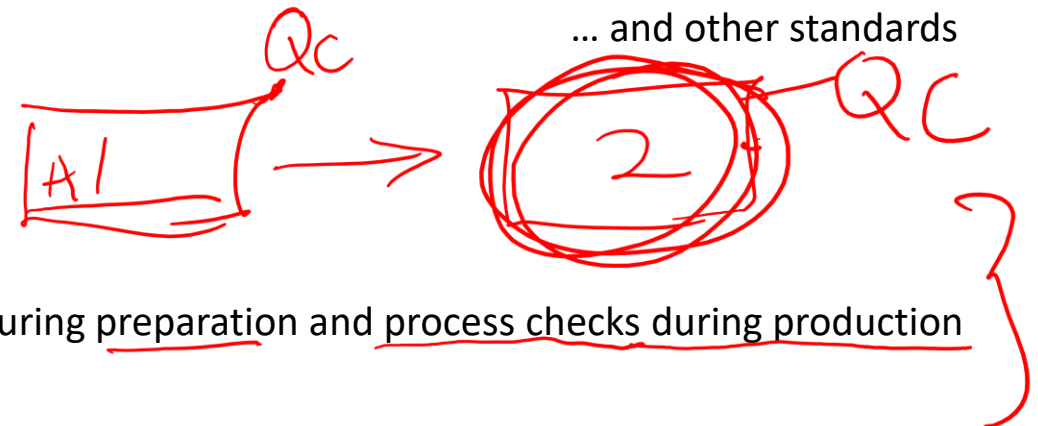 Qc
... and other standards
QC
A1
2
uring preparation and process checks during production